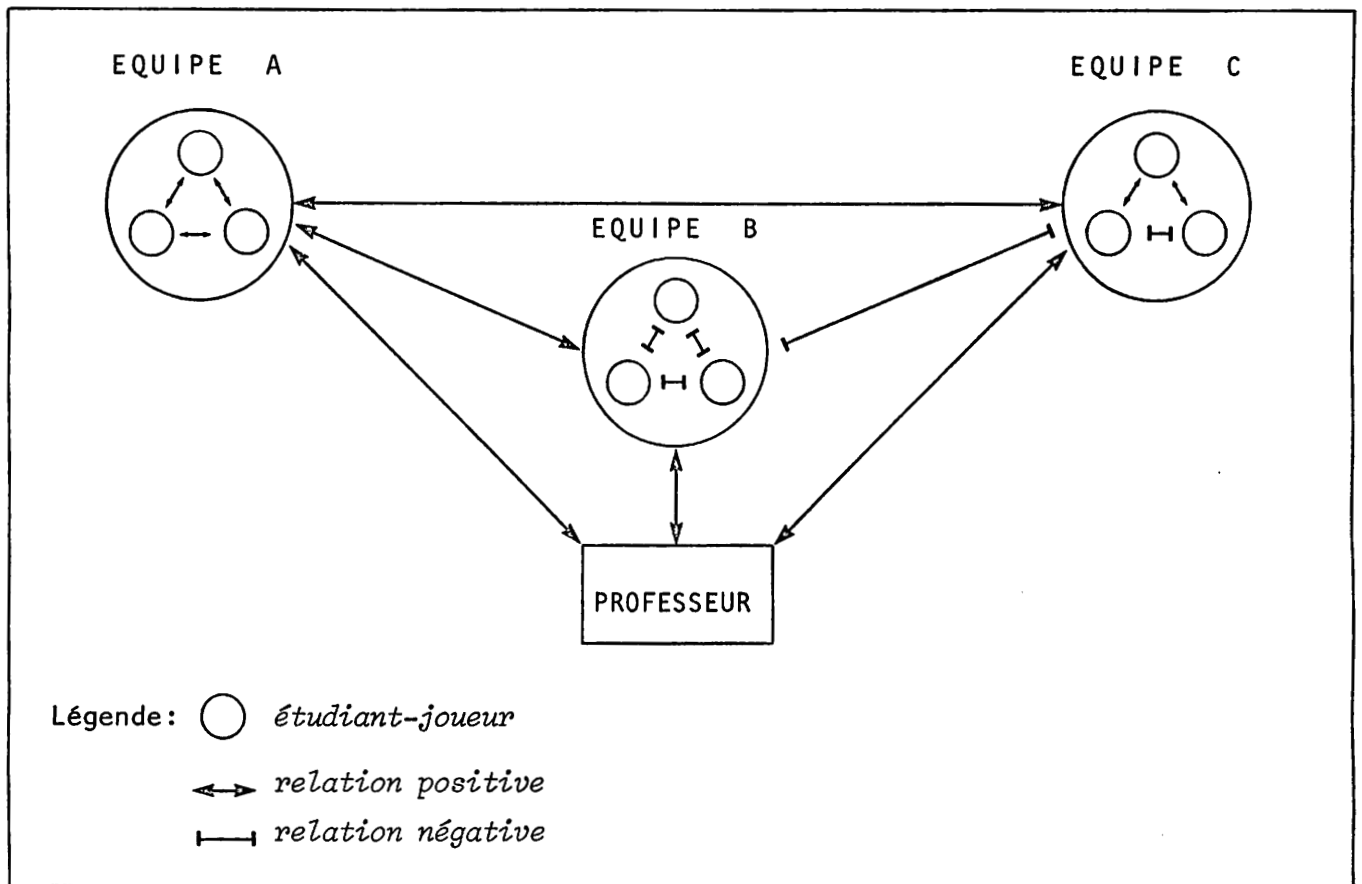 EQUIPE A
EQUIPE C
EQUIPE B
PROFESSEUR
Légende: étudiant-joueur
relation positive
relation négative